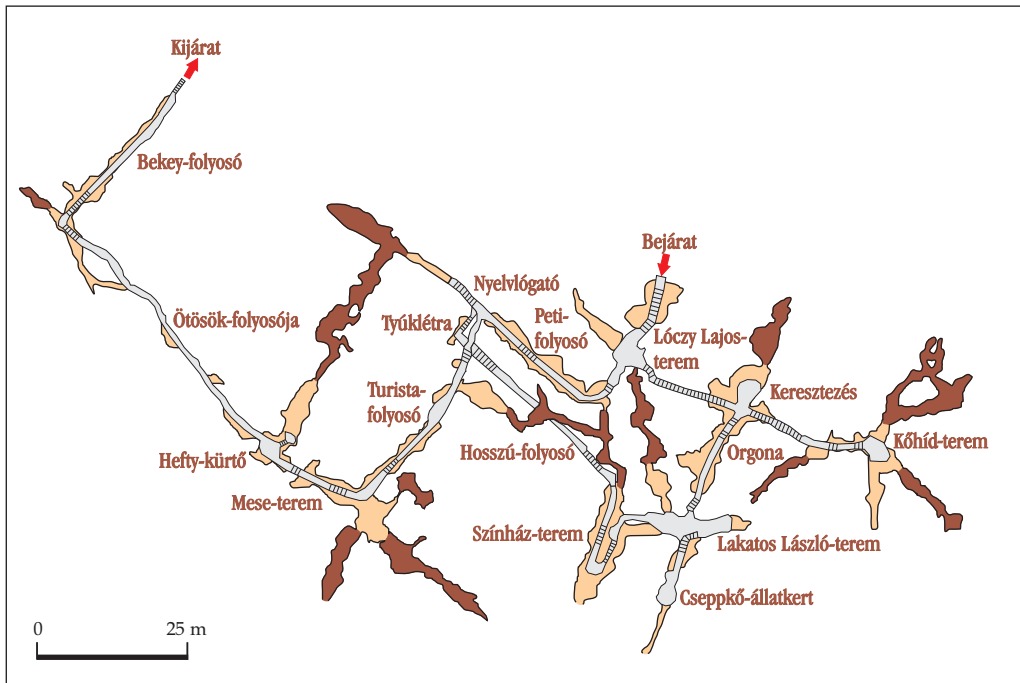 Kijárat
Bekey-folyosó
Bejárat
Nyelvlógató
Ötösök-folyosója
Tyúklétra
Peti-
folyosó
Lóczy Lajos-
terem
Turista-
folyosó
Keresztezés
Kőhíd-terem
Hefty-kürtő
Hosszú-folyosó
Orgona
Mese-terem
Színház-terem
Lakatos László-terem
Cseppkő-állatkert
0 25 m